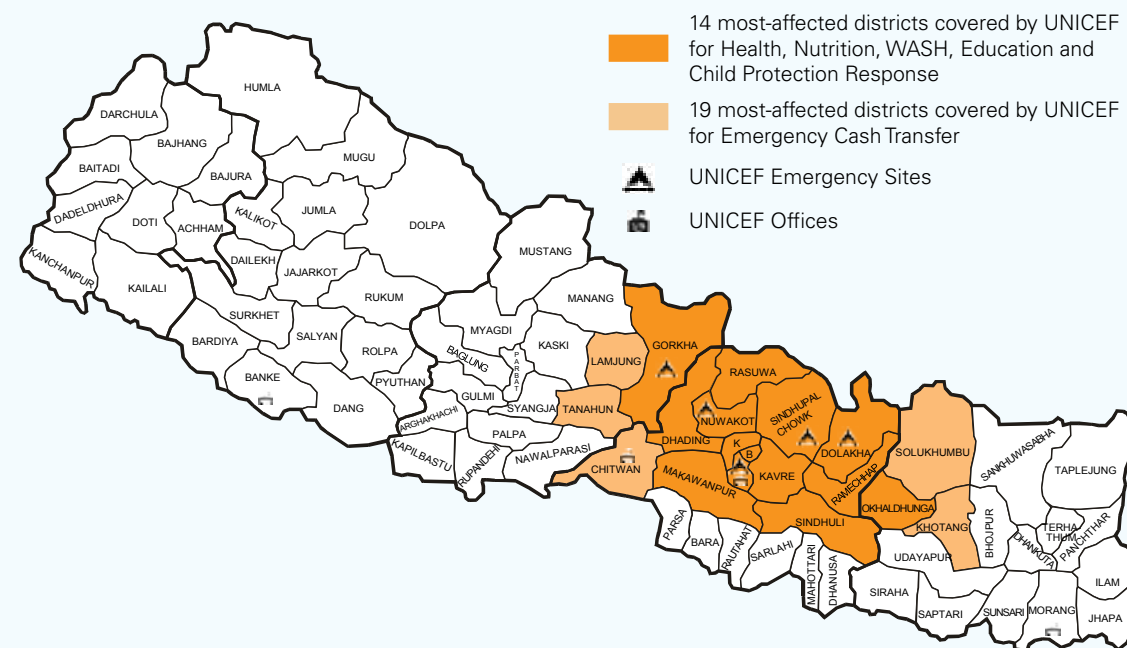 14 most-affected districts covered by UNICEF
for Health, Nutrition, WASH, Education and
Child Protection Response
19 most-affected districts covered by UNICEF
for Emergency Cash Transfer
UNICEF Emergency Sites
UNICEF Offices
HUMLA
DARCHULA
BAJHANG
MUGU
BAITADI
BAJURA
DADELDHURA
DOTI
ACHHAM
KALIKOT
JUMLA
DOLPA
KANCHANPUR
KAILALI
DAILEKH
JAJARKOT
MUSTANG
RUKUM
MANANG
SURKHET
BARDIYA
SALYAN
ROLPA
MYAGDI
BAGLUNG
PARBAT
KASKI
LAMJUNG
GORKHA
RASUWA
BANKE
DANG
PYUTHAN
GULMI
SYANGJA
TANAHUN
NUWAKOT
SINDHUPAL
CHOWK
ARGHAKHACHI
PALPA
DHADING
K
B
DOLAKHA
SOLUKHUMBU
SANKHUWASABHA
TAPLEJUNG
KAPILBASTU
RUPANDEHI
NAWALPARASI
CHITWAN
MAKAWANPUR
KAVRE
RAMECHHAP
OKHALDHUNGA
KHOTANG
BHOJPUR
TERHA
THUM
PANCHTHAR
DHANKUTA
PARSA
BARA
RAUTAHAT
SARLAHI
SINDHULI
MAHOTTARI
DHANUSA
UDAYAPUR
SIRAHA
SAPTARI
SUNSARI
MORANG
ILAM
JHAPA